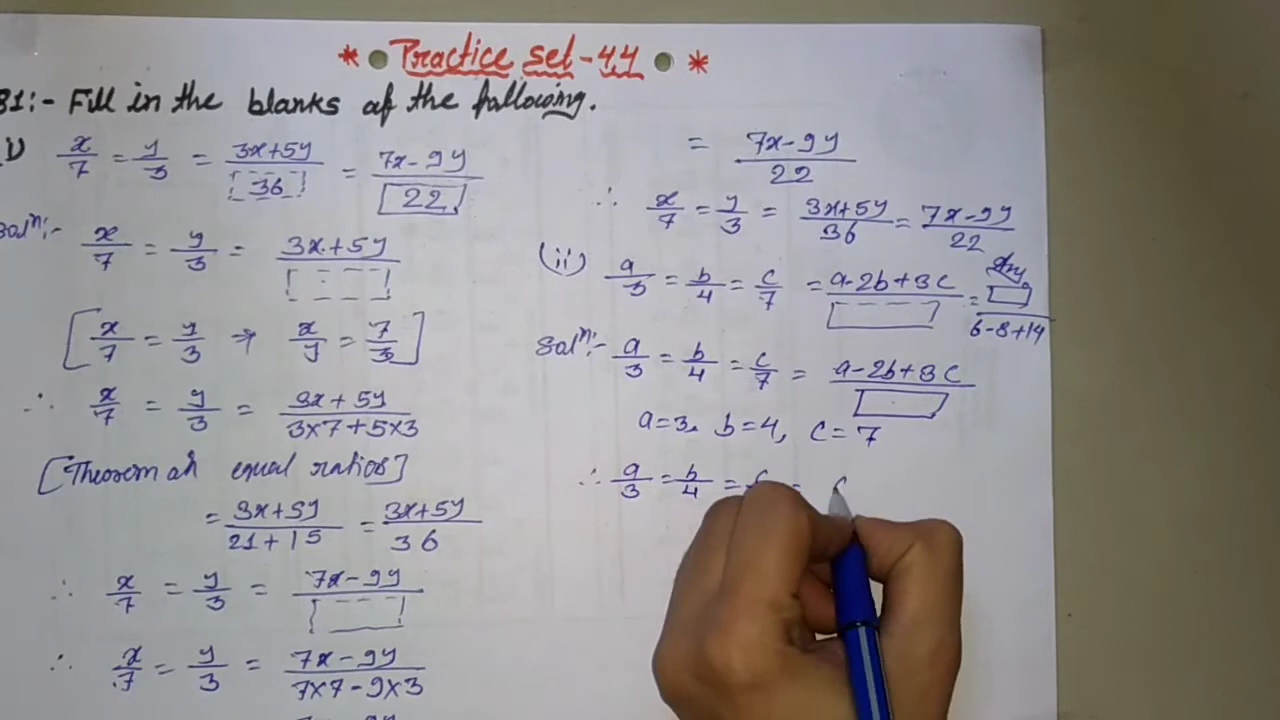 * Practice set - 4.4 *
Q1:- Fill in the blanks of the following.
i) x/7 = y/3 = 3x+5y/[36] = 7x-9y/[22]
Solⁿ:- x/7 = y/3 = 3x+5y/[ ]
[x/7 = y/3 → x/y = 7/3]
∴ x/7 = y/3 = 3x+5y/3×7+5×3
[Theorem of equal ratios]
= 3x+5y/21+15 = 3x+5y/36
∴ x/7 = y/3 = 7x-9y/[ ]
∴ x/7 = y/3 = 7x-9y/7×7-9×3
= 7x-9y/22
∴ x/7 = y/3 = 3x+5y/36 = 7x-9y/22
(ii) a/3 = b/4 = c/7 = a-2b+3c/[ ] = [ ]/6-8+14
Solⁿ:- a/3 = b/4 = c/7 = a-2b+3c/[ ]
a=3, b=4, c=7
∴ a/3 = b/4 = =